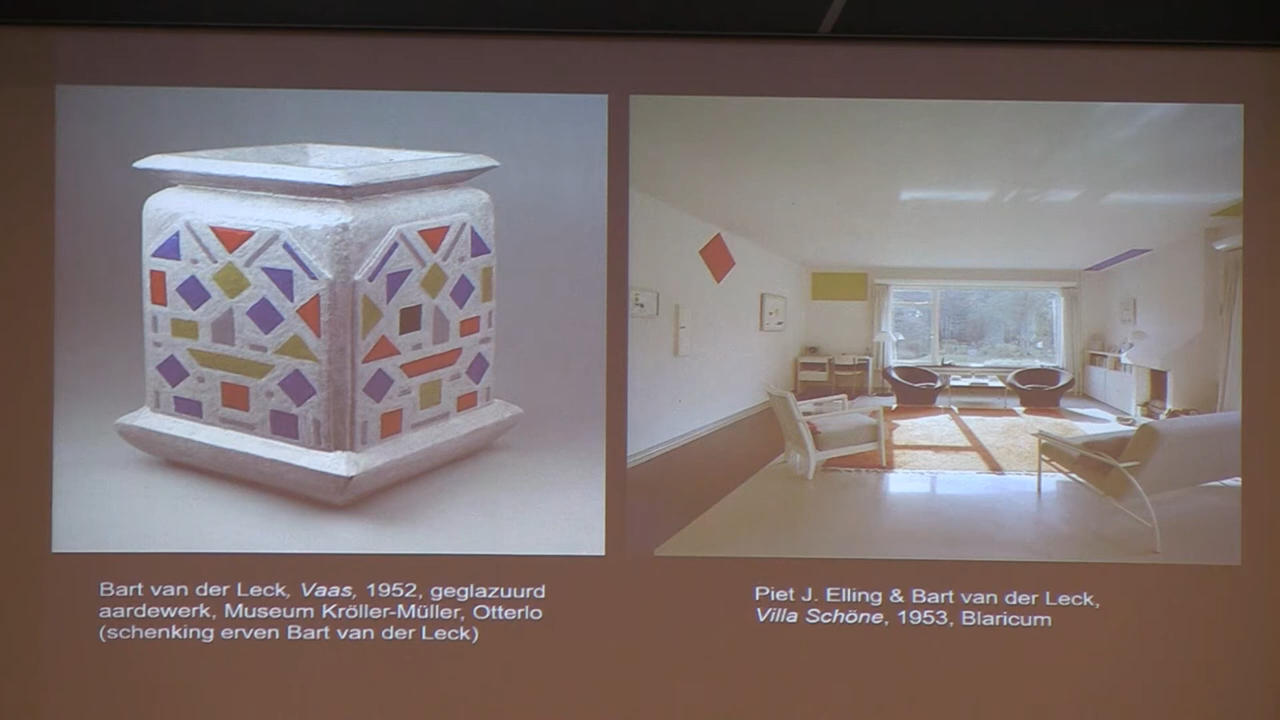 Bart van der Leck, Vaas, 1952, geglazuurd
aardewerk, Museum Kröller-Müller, Otterlo
(schenking erven Bart van der Leck)
Piet J. Elling & Bart van der Leck,
Villa Schöne, 1953, Blaricum